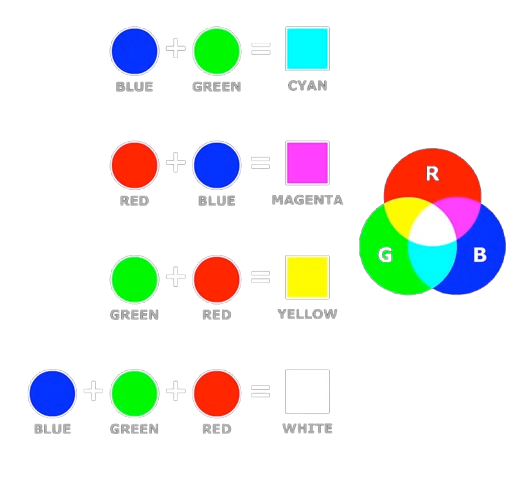 + =
BLUE GREEN CYAN
+ =
RED BLUE MAGENTA
R
G B
+ =
GREEN RED YELLOW
+ + =
BLUE GREEN RED WHITE